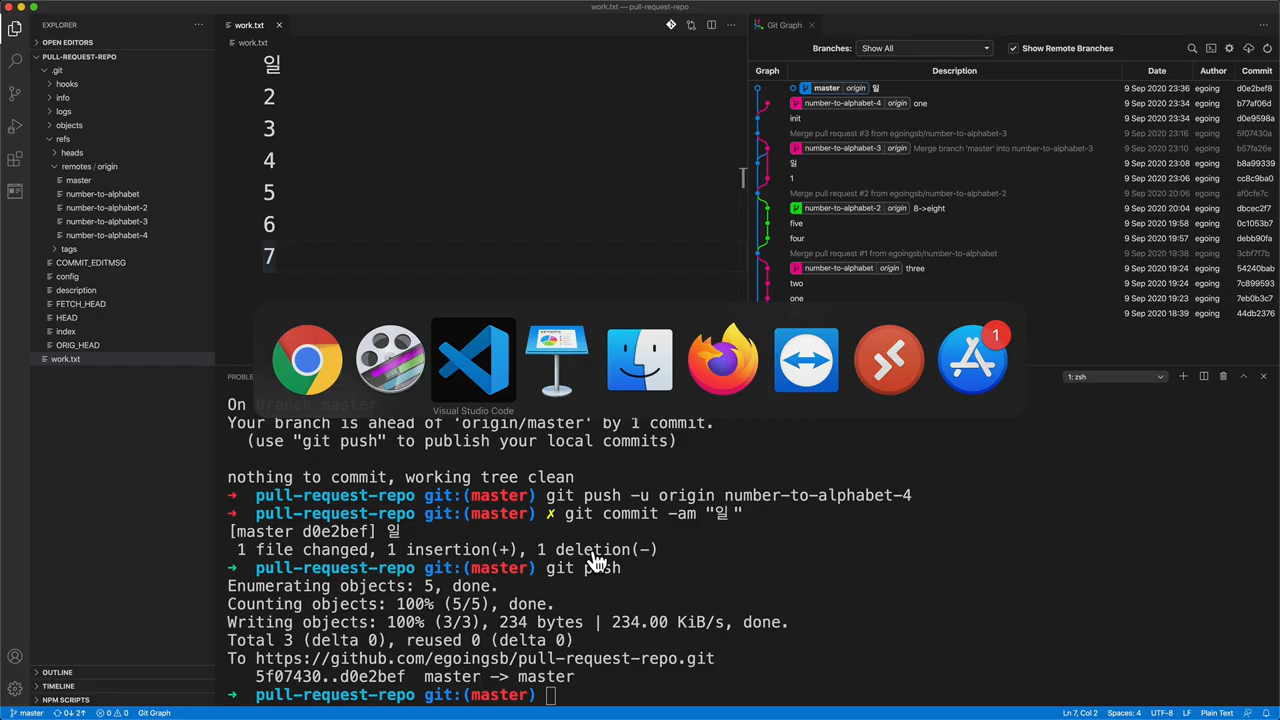 work.txt — pull-request-repo
EXPLORER
OPEN EDITORS
PULL-REQUEST-REPO
.git
hooks
info
logs
objects
refs
heads
remotes / origin
master
number-to-alphabet
number-to-alphabet-2
number-to-alphabet-3
number-to-alphabet-4
tags
COMMIT_EDITMSG
config
description
FETCH_HEAD
HEAD
index
ORIG_HEAD
work.txt
OUTLINE
TIMELINE
NPM SCRIPTS
work.txt
work.txt
일
2
3
4
5
6
7
Git Graph
Branches: Show All Show Remote Branches
Graph Description Date Author Commit
master origin 일 9 Sep 2020 23:36 egoing d0e2bef8
number-to-alphabet-4 origin one 9 Sep 2020 23:34 egoing b77af06d
init 9 Sep 2020 23:34 egoing d0e9598a
Merge pull request #3 from egoingsb/number-to-alphabet-3 9 Sep 2020 23:16 egoing 5f07430a
number-to-alphabet-3 origin Merge branch 'master' into number-to-alphabet-3 9 Sep 2020 23:10 egoing b57fa26e
일 9 Sep 2020 23:08 egoing b8a99339
1 9 Sep 2020 23:06 egoing cc8c9ba0
Merge pull request #2 from egoingsb/number-to-alphabet-2 9 Sep 2020 20:06 egoing af0cfe7c
number-to-alphabet-2 origin 8->eight 9 Sep 2020 20:04 egoing dbcec2f7
five 9 Sep 2020 19:58 egoing 0c1053b7
four 9 Sep 2020 19:57 egoing debb90fa
Merge pull request #1 from egoingsb/number-to-alphabet 9 Sep 2020 19:38 egoing 3cbf7f7b
number-to-alphabet origin three 9 Sep 2020 19:24 egoing 54240bab
two 9 Sep 2020 19:24 egoing 7c899593
one 9 Sep 2020 19:24 egoing 7eb0b3c7
9 Sep 2020 18:39 egoing 44db2376
1
Visual Studio Code
PROBLEM
1: zsh
On branch master
Your branch is ahead of 'origin/master' by 1 commit.
(use "git push" to publish your local commits)
nothing to commit, working tree clean
➜ pull-request-repo git:(master) git push -u origin number-to-alphabet-4
➜ pull-request-repo git:(master) ✗ git commit -am "일"
[master d0e2bef] 일
1 file changed, 1 insertion(+), 1 deletion(-)
➜ pull-request-repo git:(master) git push
Enumerating objects: 5, done.
Counting objects: 100% (5/5), done.
Writing objects: 100% (3/3), 234 bytes | 234.00 KiB/s, done.
Total 3 (delta 0), reused 0 (delta 0)
To https://github.com/egoingsb/pull-request-repo.git
5f07430..d0e2bef master -> master
➜ pull-request-repo git:(master)
master 0↓ 2↑ 0 0 Git Graph
Ln 7, Col 2 Spaces: 4 UTF-8 LF Plain Text